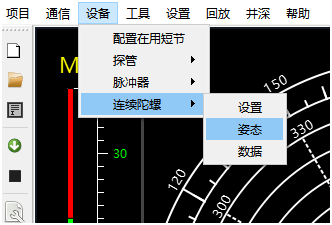 项目 通信 设备 工具 设置 回放 井深 帮助
配置在用短节
探管
脉冲器
连续陀螺
设置
姿态
数据
M
30
150
120
330
300